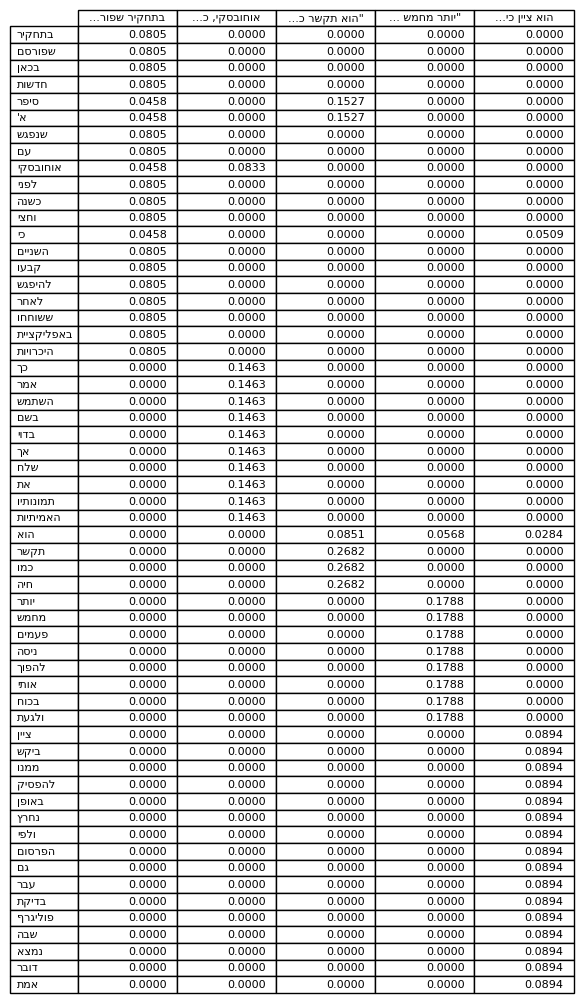 בתחקיר שפור... אוחובסקי, כ... "הוא תקשר כ... "יותר מחמש ... הוא ציין כי...
בתחקיר 0.0805 0.0000 0.0000 0.0000 0.0000
שפורסם 0.0805 0.0000 0.0000 0.0000 0.0000
בכאן 0.0805 0.0000 0.0000 0.0000 0.0000
חדשות 0.0805 0.0000 0.0000 0.0000 0.0000
סיפר 0.0458 0.0000 0.1527 0.0000 0.0000
א' 0.0458 0.0000 0.1527 0.0000 0.0000
שנפגש 0.0805 0.0000 0.0000 0.0000 0.0000
עם 0.0805 0.0000 0.0000 0.0000 0.0000
אוחובסקי 0.0458 0.0833 0.0000 0.0000 0.0000
לפני 0.0805 0.0000 0.0000 0.0000 0.0000
כשנה 0.0805 0.0000 0.0000 0.0000 0.0000
וחצי 0.0805 0.0000 0.0000 0.0000 0.0000
כי 0.0458 0.0000 0.0000 0.0000 0.0509
השניים 0.0805 0.0000 0.0000 0.0000 0.0000
קבעו 0.0805 0.0000 0.0000 0.0000 0.0000
להיפגש 0.0805 0.0000 0.0000 0.0000 0.0000
לאחר 0.0805 0.0000 0.0000 0.0000 0.0000
ששוחחו 0.0805 0.0000 0.0000 0.0000 0.0000
באפליקציית 0.0805 0.0000 0.0000 0.0000 0.0000
היכרויות 0.0805 0.0000 0.0000 0.0000 0.0000
כך 0.0000 0.1463 0.0000 0.0000 0.0000
אמר 0.0000 0.1463 0.0000 0.0000 0.0000
השתמש 0.0000 0.1463 0.0000 0.0000 0.0000
בשם 0.0000 0.1463 0.0000 0.0000 0.0000
בדוי 0.0000 0.1463 0.0000 0.0000 0.0000
אך 0.0000 0.1463 0.0000 0.0000 0.0000
שלח 0.0000 0.1463 0.0000 0.0000 0.0000
את 0.0000 0.1463 0.0000 0.0000 0.0000
תמונותיו 0.0000 0.1463 0.0000 0.0000 0.0000
האמיתיות 0.0000 0.1463 0.0000 0.0000 0.0000
הוא 0.0000 0.0000 0.0851 0.0568 0.0284
תקשר 0.0000 0.0000 0.2682 0.0000 0.0000
כמו 0.0000 0.0000 0.2682 0.0000 0.0000
חיה 0.0000 0.0000 0.2682 0.0000 0.0000
יותר 0.0000 0.0000 0.0000 0.1788 0.0000
מחמש 0.0000 0.0000 0.0000 0.1788 0.0000
פעמים 0.0000 0.0000 0.0000 0.1788 0.0000
ניסה 0.0000 0.0000 0.0000 0.1788 0.0000
להפוך 0.0000 0.0000 0.0000 0.1788 0.0000
אותי 0.0000 0.0000 0.0000 0.1788 0.0000
בכוח 0.0000 0.0000 0.0000 0.1788 0.0000
ולגעת 0.0000 0.0000 0.0000 0.1788 0.0000
ציין 0.0000 0.0000 0.0000 0.0000 0.0894
ביקש 0.0000 0.0000 0.0000 0.0000 0.0894
ממנו 0.0000 0.0000 0.0000 0.0000 0.0894
להפסיק 0.0000 0.0000 0.0000 0.0000 0.0894
באופן 0.0000 0.0000 0.0000 0.0000 0.0894
נחרץ 0.0000 0.0000 0.0000 0.0000 0.0894
ולפי 0.0000 0.0000 0.0000 0.0000 0.0894
הפרסום 0.0000 0.0000 0.0000 0.0000 0.0894
גם 0.0000 0.0000 0.0000 0.0000 0.0894
עבר 0.0000 0.0000 0.0000 0.0000 0.0894
בדיקת 0.0000 0.0000 0.0000 0.0000 0.0894
פוליגרף 0.0000 0.0000 0.0000 0.0000 0.0894
שבה 0.0000 0.0000 0.0000 0.0000 0.0894
נמצא 0.0000 0.0000 0.0000 0.0000 0.0894
דובר 0.0000 0.0000 0.0000 0.0000 0.0894
אמת 0.0000 0.0000 0.0000 0.0000 0.0894